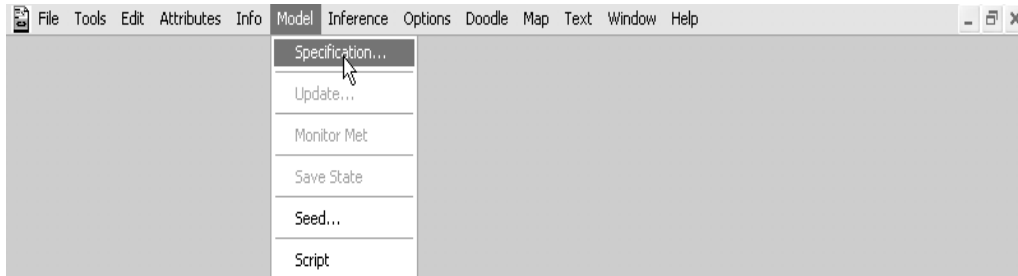 File Tools Edit Attributes Info Model Inference Options Doodle Map Text Window Help
Specification...
Update...
Monitor Met
Save State
Seed...
Script